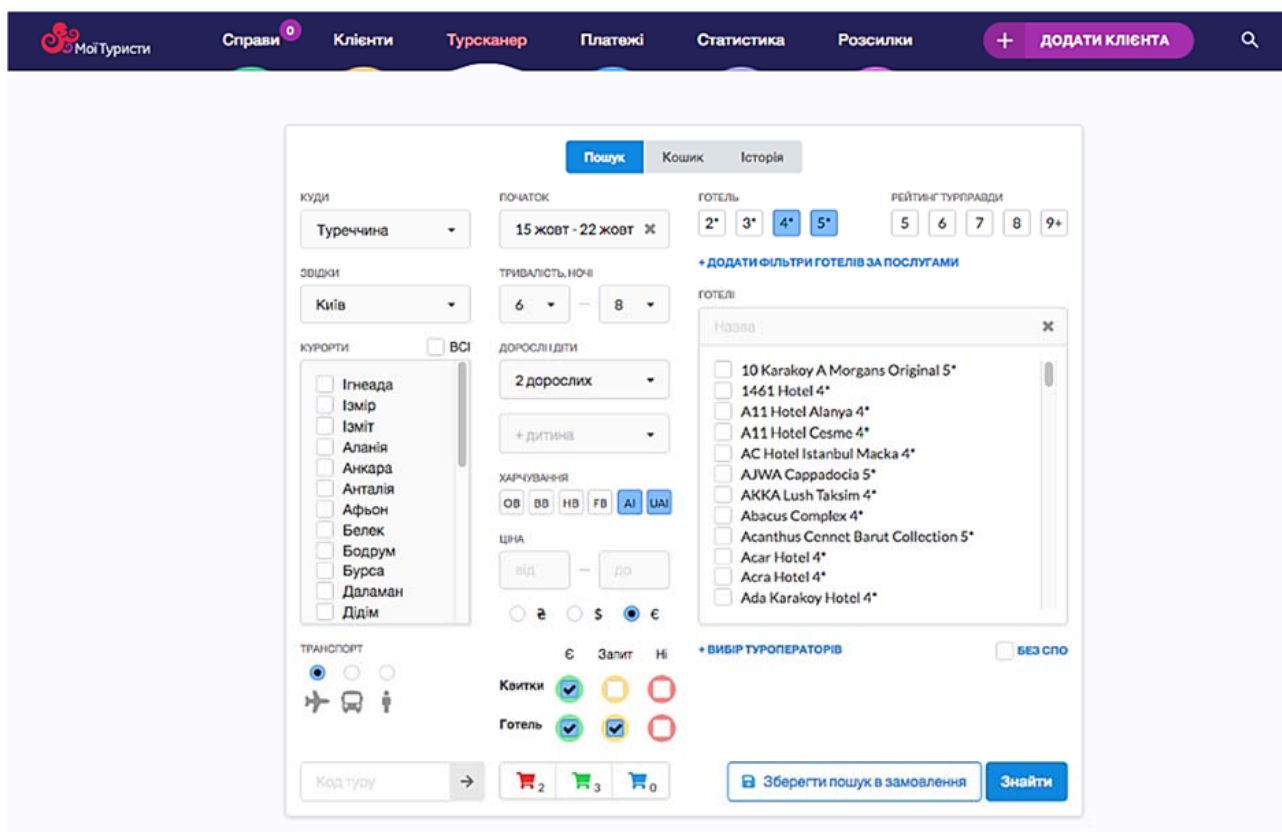 МоїТуристи
Справи 0
Клієнти
Турсканер
Платежі
Статистика
Розсилки
+ ДОДАТИ КЛІЄНТА
Пошук
Кошик
Історія
КУДИ
Туреччина
ЗВІДКИ
Київ
КУРОРТИ
ВСІ
Ігнеада
Ізмір
Ізміт
Аланія
Анкара
Анталія
Афьон
Белек
Бодрум
Бурса
Даламан
Дідім
ТРАНСПОРТ
Код туру
ПОЧАТОК
15 жовт - 22 жовт
ТРИВАЛІСТЬ, НОЧІ
6 — 8
ДОРОСЛІ І ДІТИ
2 дорослих
+ дитина
ХАРЧУВАННЯ
OB BB HB FB AI UAI
ЦІНА
від — до
₴ $ €
Є Запит Ні
Квитки
Готель
2 3 0
ГОТЕЛЬ
2* 3* 4* 5*
РЕЙТИНГ ТУРПРАВДИ
5 6 7 8 9+
+ ДОДАТИ ФІЛЬТРИ ГОТЕЛІВ ЗА ПОСЛУГАМИ
ГОТЕЛІ
Назва
10 Karakoy A Morgans Original 5*
1461 Hotel 4*
A11 Hotel Alanya 4*
A11 Hotel Cesme 4*
AC Hotel Istanbul Macka 4*
AJWA Cappadocia 5*
AKKA Lush Taksim 4*
Abacus Complex 4*
Acanthus Cennet Barut Collection 5*
Acar Hotel 4*
Acra Hotel 4*
Ada Karakoy Hotel 4*
+ ВИБІР ТУРОПЕРАТОРІВ
БЕЗ СПО
Зберегти пошук в замовлення
Знайти